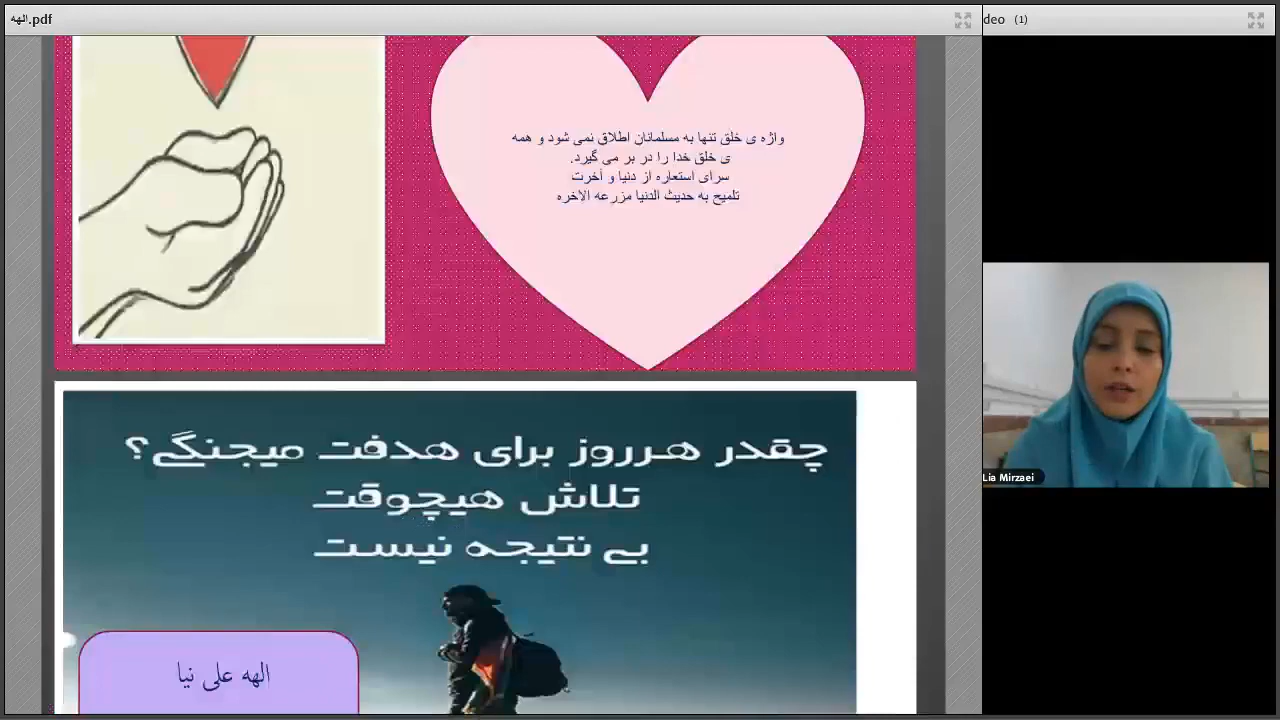 الهه.pdf
deo (1)
واژه ی خلق تنها به مسلمانان اطلاق نمی شود و همه
ی خلق خدا را در بر می گیرد.
سرای استعاره از دنیا و آخرت
تلمیح به حدیث الدنیا مزرعه الاخره
چقدر هرروز برای هدفت میجنگی؟
تلاش هیچوقت
بی نتیجه نیست
الهه علی نیا
Lia Mirzaei